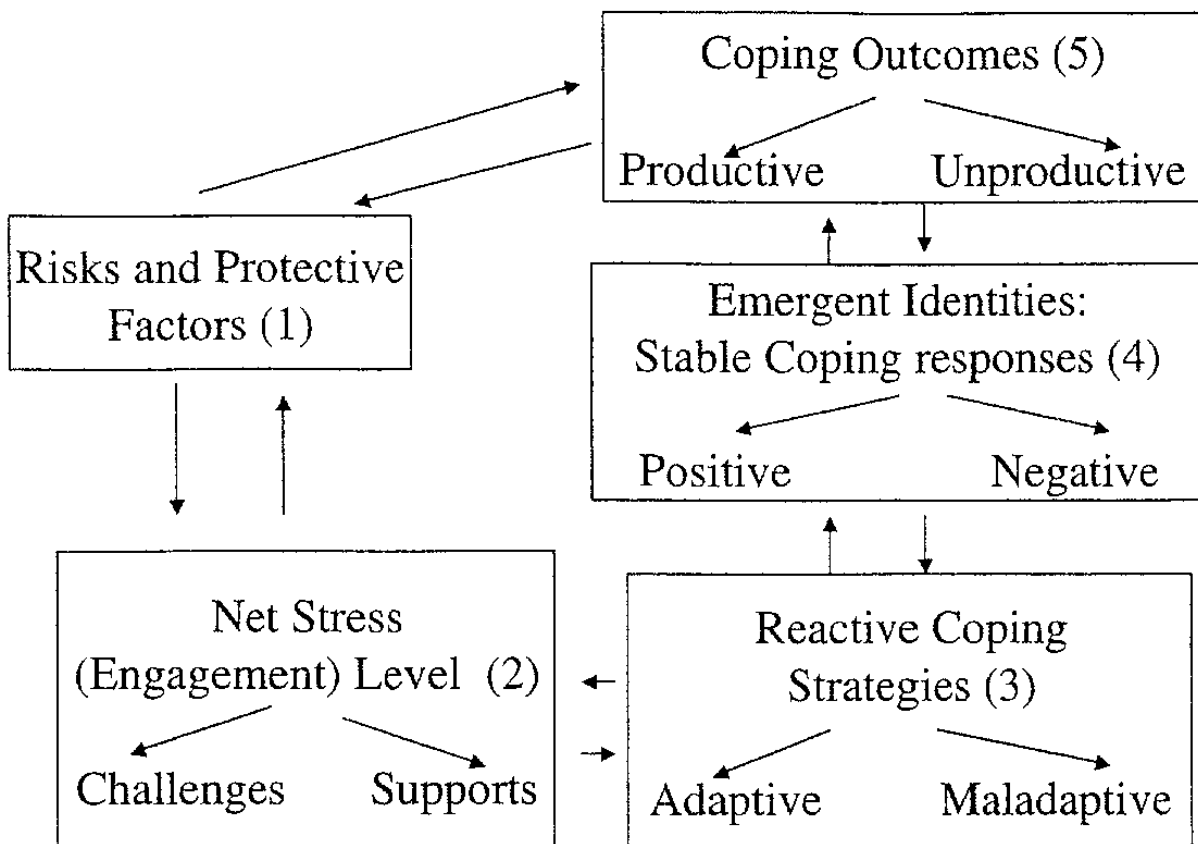 Coping Outcomes (5)
Productive Unproductive
Risks and Protective
Factors (1)
Emergent Identities:
Stable Coping responses (4)
Positive Negative
Net Stress
(Engagement) Level (2)
Challenges Supports
Reactive Coping
Strategies (3)
Adaptive Maladaptive